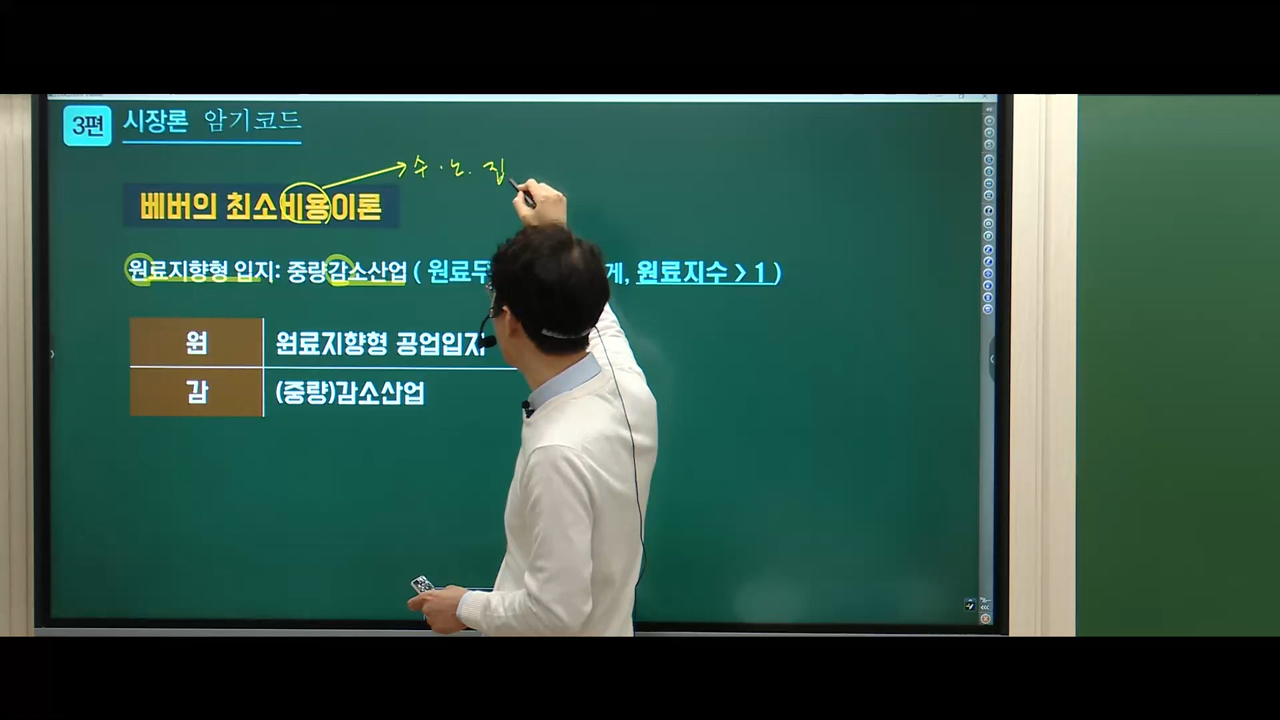 3편 시장론 암기코드
수·노·집
베버의 최소비용이론
원료지향형 입지: 중량감소산업 ( 원료두 게, 원료지수 > 1 )
원 원료지향형 공업입지
감 (중량)감소산업